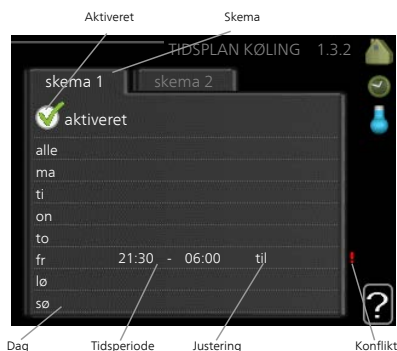 Aktiveret Skema
TIDSPLAN KØLING 1.3.2
skema 1 skema 2
aktiveret
alle
ma
ti
on
to
fr 21:30 - 06:00 til !
lø
sø
?
Dag Tidsperiode Justering Konflikt